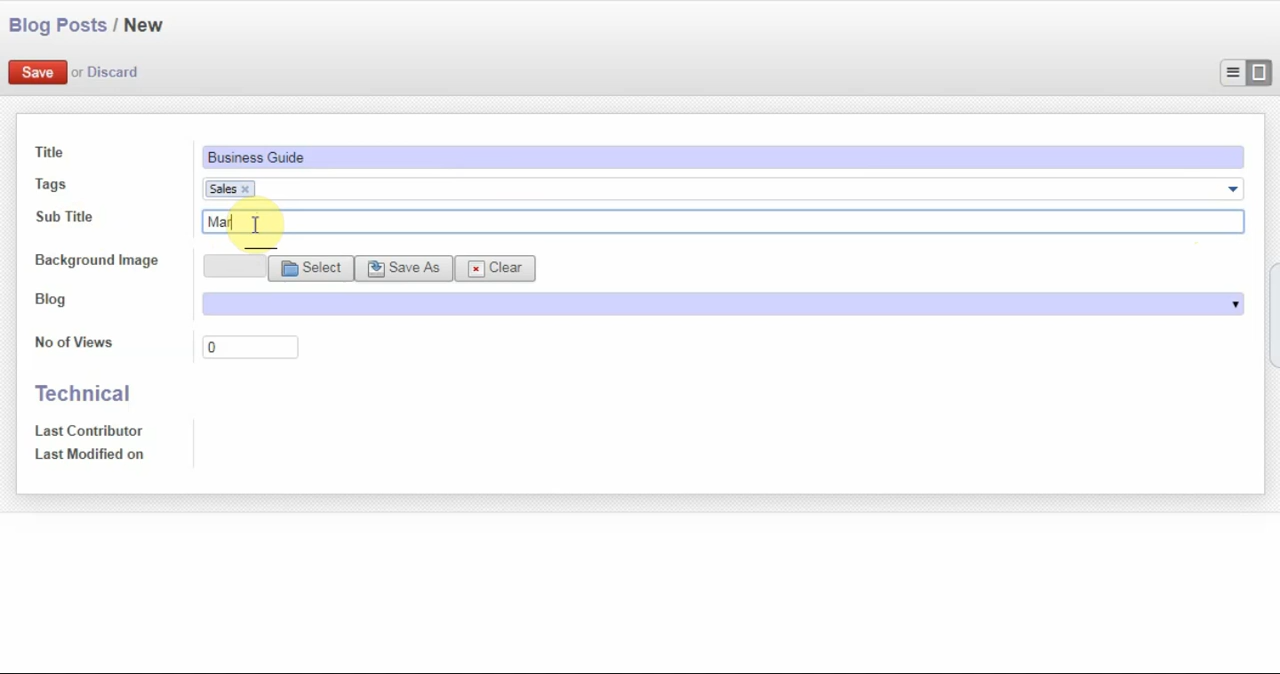 Blog Posts / New
Save or Discard
Title Business Guide
Tags Sales
Sub Title Mar
Background Image Select Save As Clear
Blog
No of Views 0
Technical
Last Contributor
Last Modified on